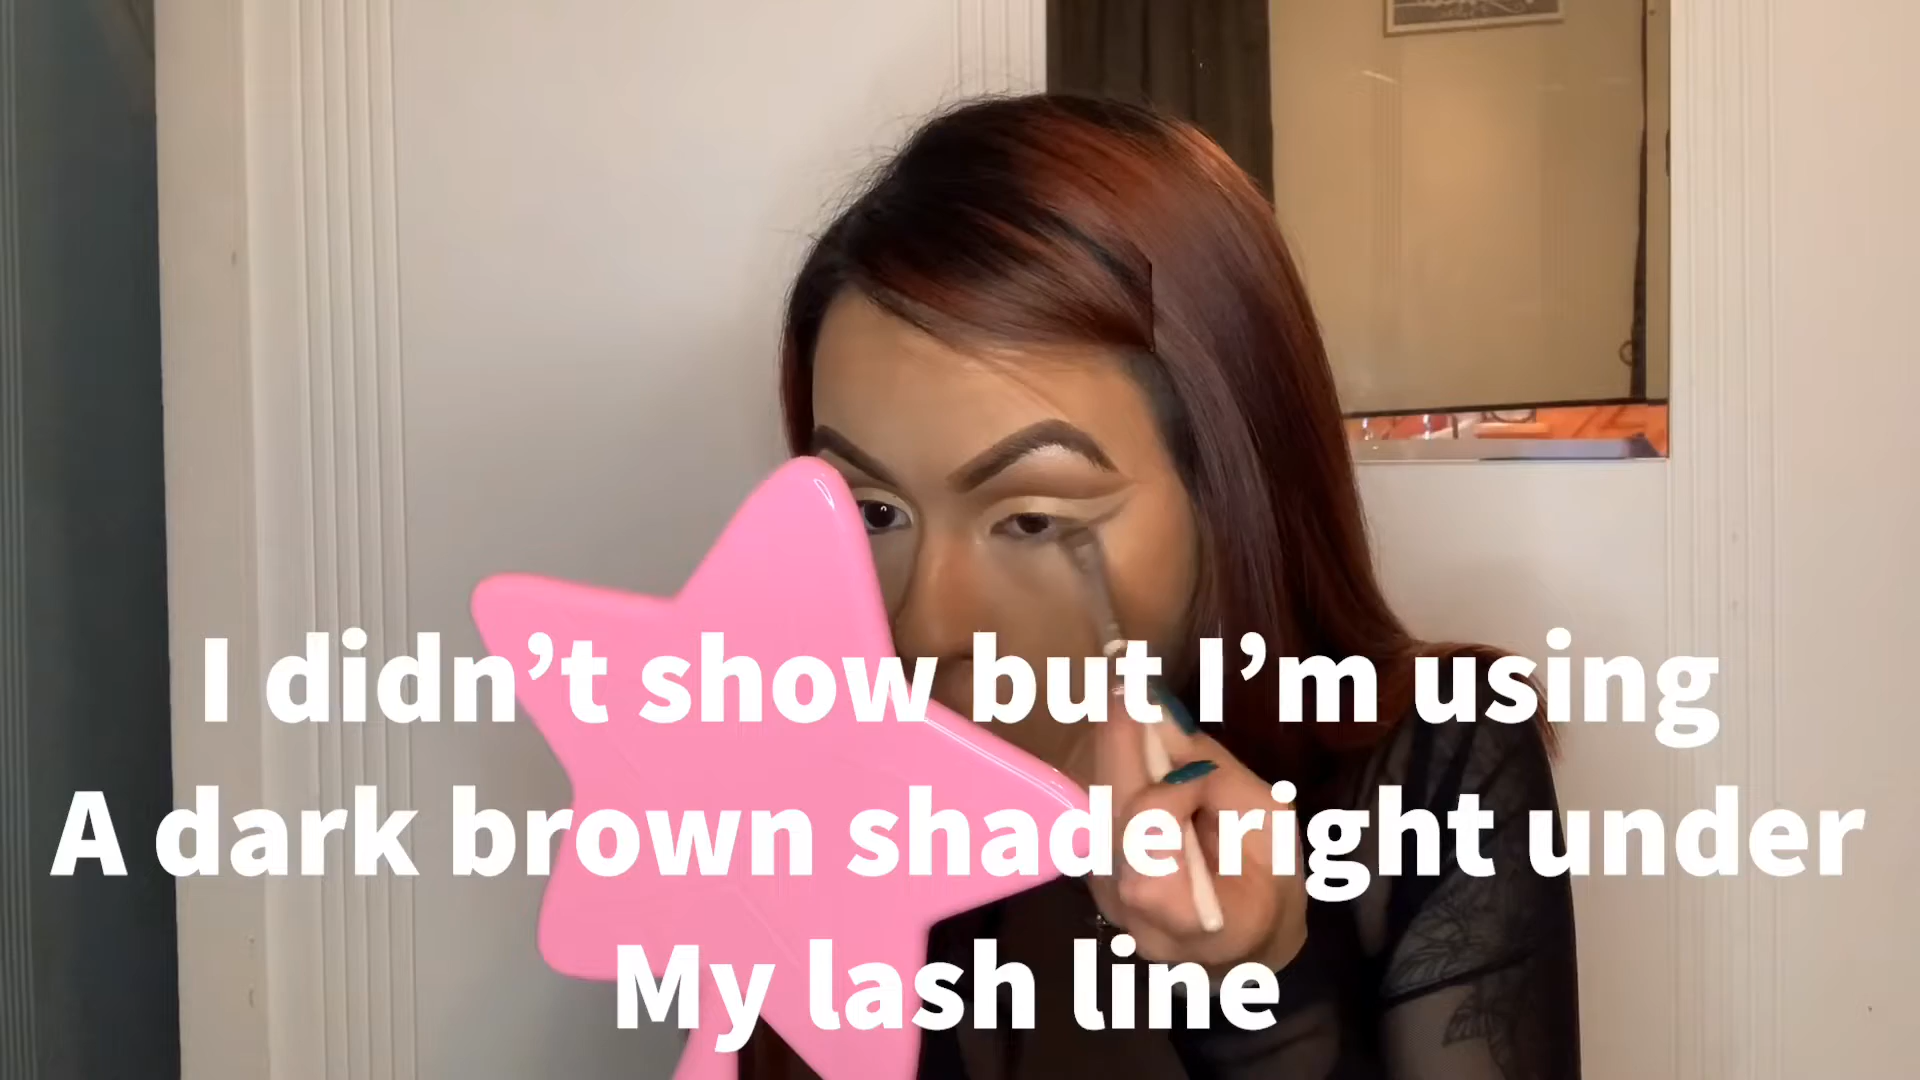 I didn’t show but I’m using
A dark brown shade right under
My lash line